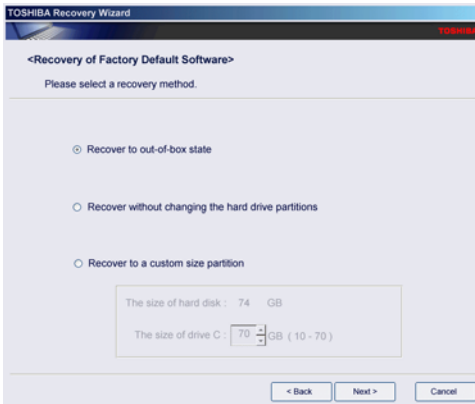 TOSHIBA Recovery Wizard
TOSHIBA
<Recovery of Factory Default Software>
Please select a recovery method.
Recover to out-of-box state
Recover without changing the hard drive partitions
Recover to a custom size partition
The size of hard disk : 74 GB
The size of drive C : 70 GB ( 10 - 70 )
< Back Next > Cancel